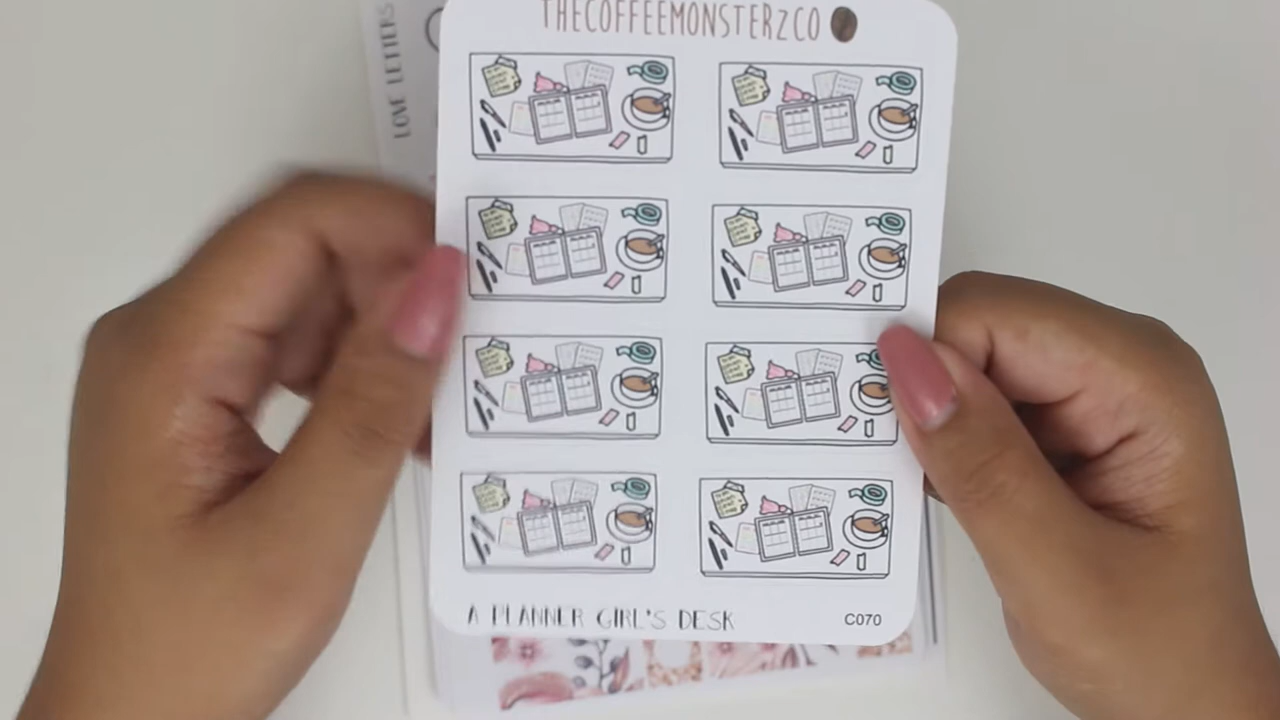 LOVE LETTERS
THECOFFEEMONSTERZCO
A PLANNER GIRL'S DESK
C070